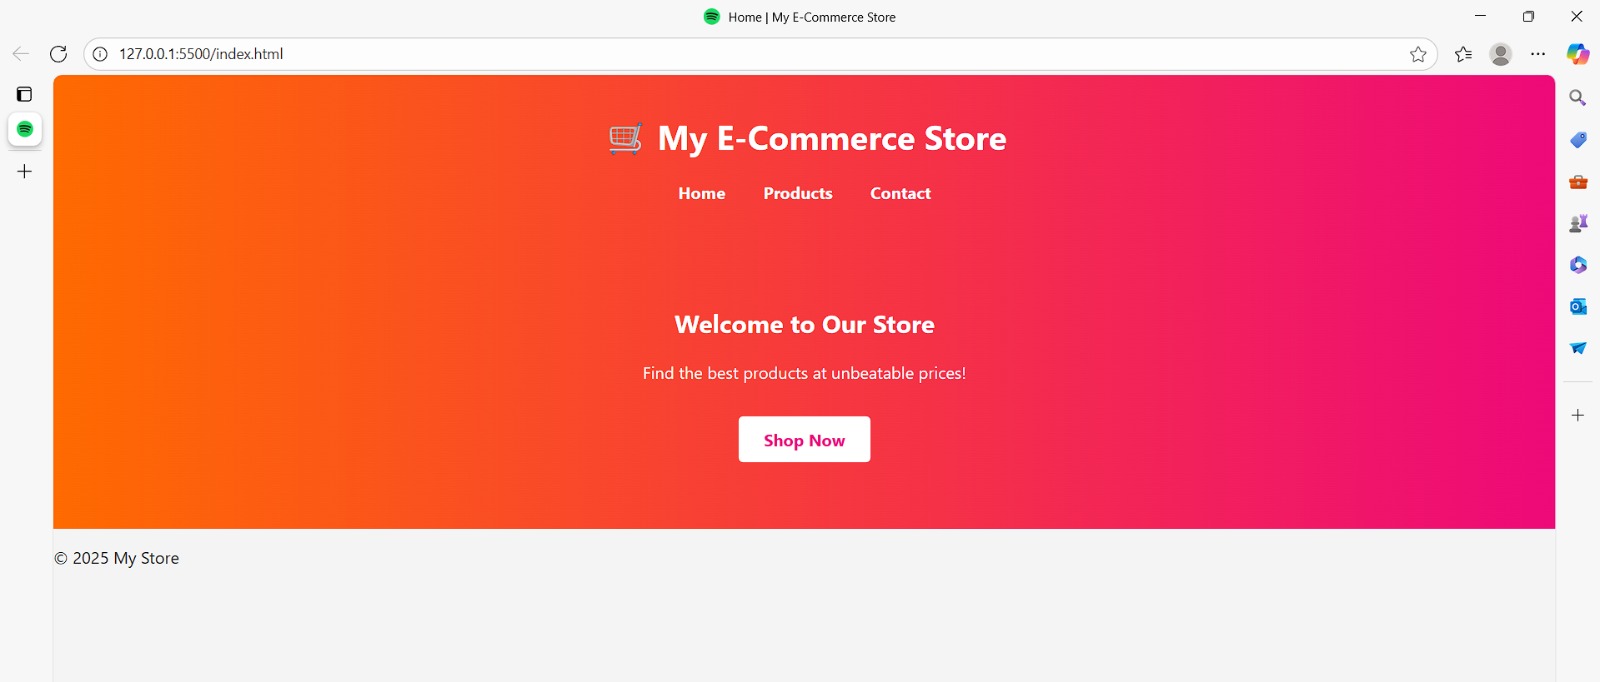 Home | My E-Commerce Store
127.0.0.1:5500/index.html
🛒 My E-Commerce Store
Home Products Contact
Welcome to Our Store
Find the best products at unbeatable prices!
Shop Now
© 2025 My Store